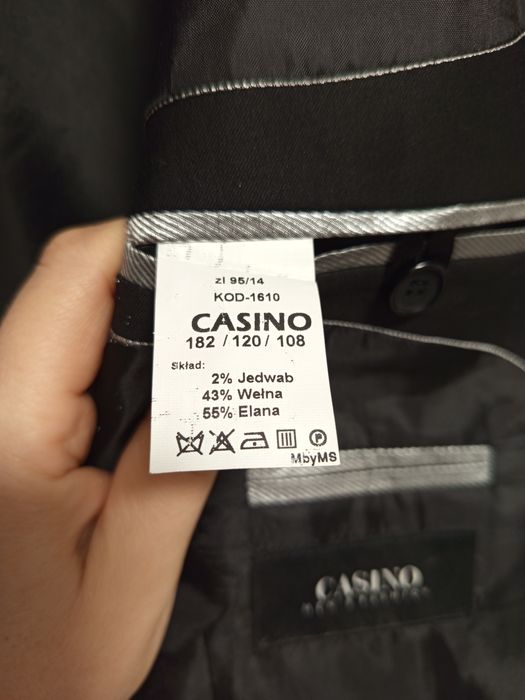 zl 95/14
KOD-1610
CASINO
182 / 120 / 108
Skład:
2% Jedwab
43% Wełna
55% Elana
P
MbyMS
CASINO